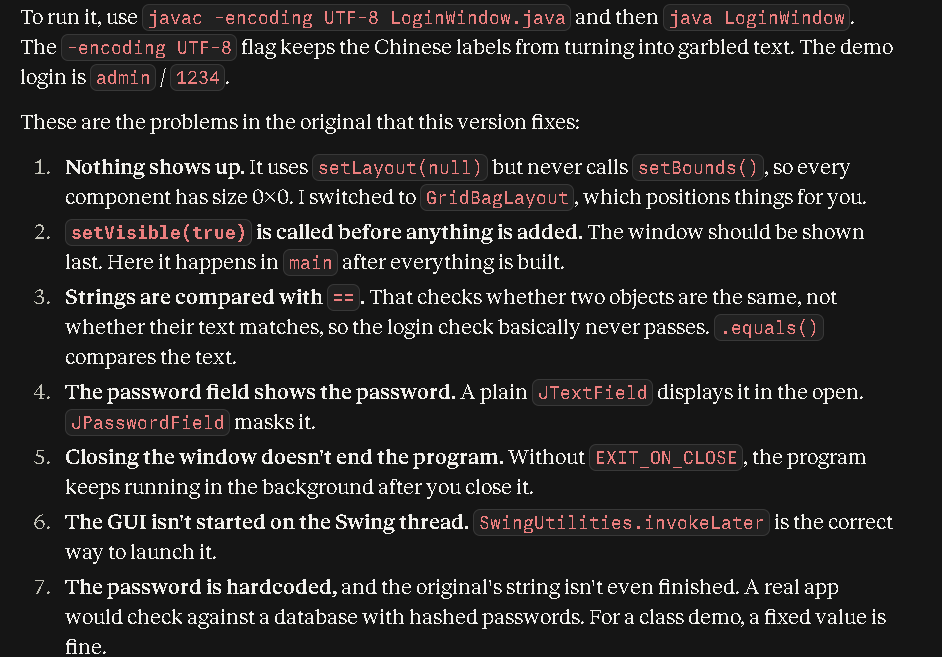 To run it, use javac -encoding UTF-8 LoginWindow.java and then java LoginWindow.
The -encoding UTF-8 flag keeps the Chinese labels from turning into garbled text. The demo
login is admin / 1234.
These are the problems in the original that this version fixes:
1. Nothing shows up. It uses setLayout(null) but never calls setBounds(), so every
component has size 0×0. I switched to GridBagLayout, which positions things for you.
2. setVisible(true) is called before anything is added. The window should be shown
last. Here it happens in main after everything is built.
3. Strings are compared with ==. That checks whether two objects are the same, not
whether their text matches, so the login check basically never passes. .equals()
compares the text.
4. The password field shows the password. A plain JTextField displays it in the open.
JPasswordField masks it.
5. Closing the window doesn't end the program. Without EXIT_ON_CLOSE, the program
keeps running in the background after you close it.
6. The GUI isn't started on the Swing thread. SwingUtilities.invokeLater is the correct
way to launch it.
7. The password is hardcoded, and the original's string isn't even finished. A real app
would check against a database with hashed passwords. For a class demo, a fixed value is
fine.